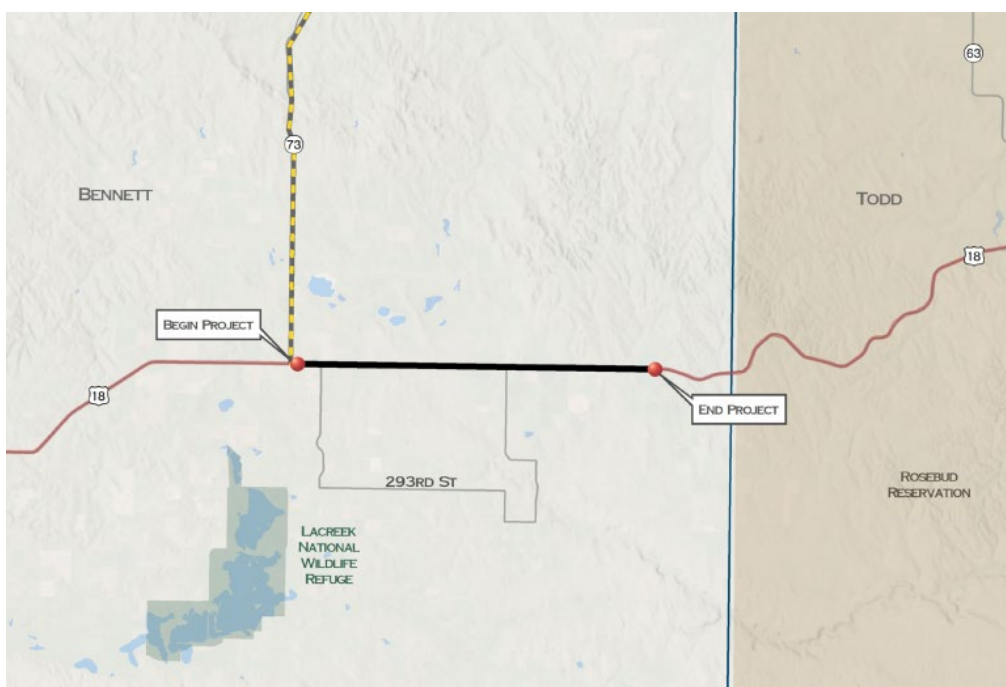 63
73
BENNETT
TODD
18
BEGIN PROJECT
18
END PROJECT
293RD ST
ROSEBUD
RESERVATION
LACREEK
NATIONAL
WILDLIFE
REFUGE